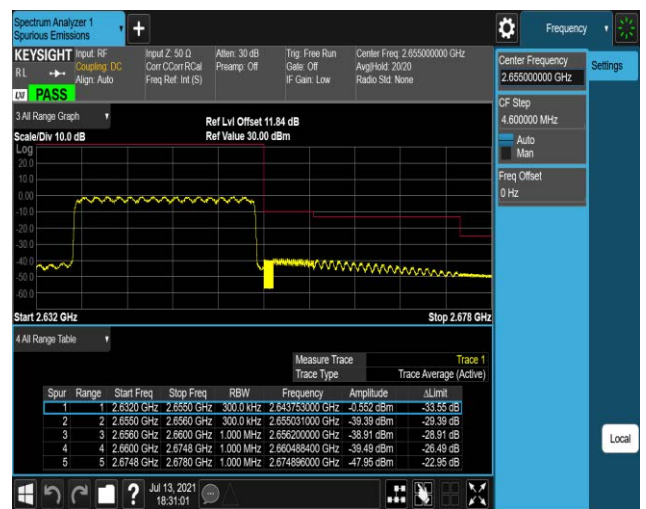 Spectrum Analyzer 1
Spurious Emissions
+
Frequency
KEYSIGHT
RL
Input: RF
Coupling: DC
Align: Auto
Input Z: 50 Ω
Corr CCorr RCal
Freq Ref: Int (S)
Atten: 30 dB
Preamp: Off
Trig: Free Run
Gate: Off
IF Gain: Low
Center Freq: 2.655000000 GHz
Avg|Hold: 20/20
Radio Std: None
LXI PASS
Center Frequency
2.655000000 GHz
Settings
CF Step
4.600000 MHz
Auto
Man
Freq Offset
0 Hz
3 All Range Graph
Scale/Div 10.0 dB
Ref Lvl Offset 11.84 dB
Ref Value 30.00 dBm
Log
20.0
10.0
0.00
-10.0
-20.0
-30.0
-40.0
-50.0
-60.0
Start 2.632 GHz Stop 2.678 GHz
4 All Range Table
Measure Trace Trace 1
Trace Type Trace Average (Active)
Spur Range Start Freq Stop Freq RBW Frequency Amplitude ΔLimit
1 1 2.6320 GHz 2.6550 GHz 300.0 kHz 2.643753000 GHz -0.552 dBm -33.55 dB
2 2 2.6550 GHz 2.6560 GHz 300.0 kHz 2.655031000 GHz -39.39 dBm -29.39 dB
3 3 2.6560 GHz 2.6600 GHz 1.000 MHz 2.656200000 GHz -38.91 dBm -28.91 dB
4 4 2.6600 GHz 2.6748 GHz 1.000 MHz 2.660488400 GHz -39.49 dBm -26.49 dB
5 5 2.6748 GHz 2.6780 GHz 1.000 MHz 2.674896000 GHz -47.95 dBm -22.95 dB
Local
?
Jul 13, 2021
18:31:01